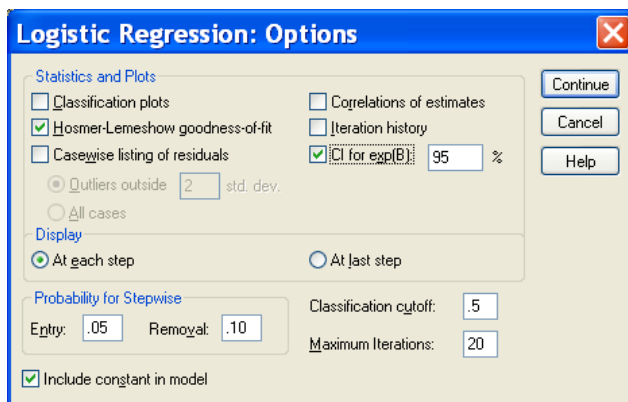 Logistic Regression: Options
Statistics and Plots
Classification plots
Correlations of estimates
Hosmer-Lemeshow goodness-of-fit
Iteration history
Casewise listing of residuals
CI for exp(B): 95 %
Outliers outside 2 std. dev.
All cases
Continue
Cancel
Help
Display
At each step
At last step
Probability for Stepwise
Entry: .05 Removal: .10
Classification cutoff: .5
Maximum Iterations: 20
Include constant in model